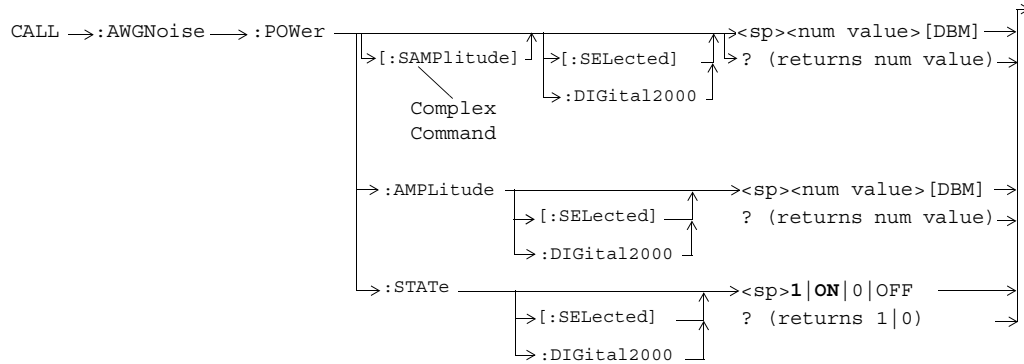 CALL :AWGNoise :POWer <sp><num value>[DBM]
[:SAMPlitude] [:SELected] ? (returns num value)
:DIGital2000
Complex
Command
:AMPLitude <sp><num value>[DBM]
[:SELected] ? (returns num value)
:DIGital2000
:STATe <sp>1|ON|0|OFF
[:SELected] ? (returns 1|0)
:DIGital2000